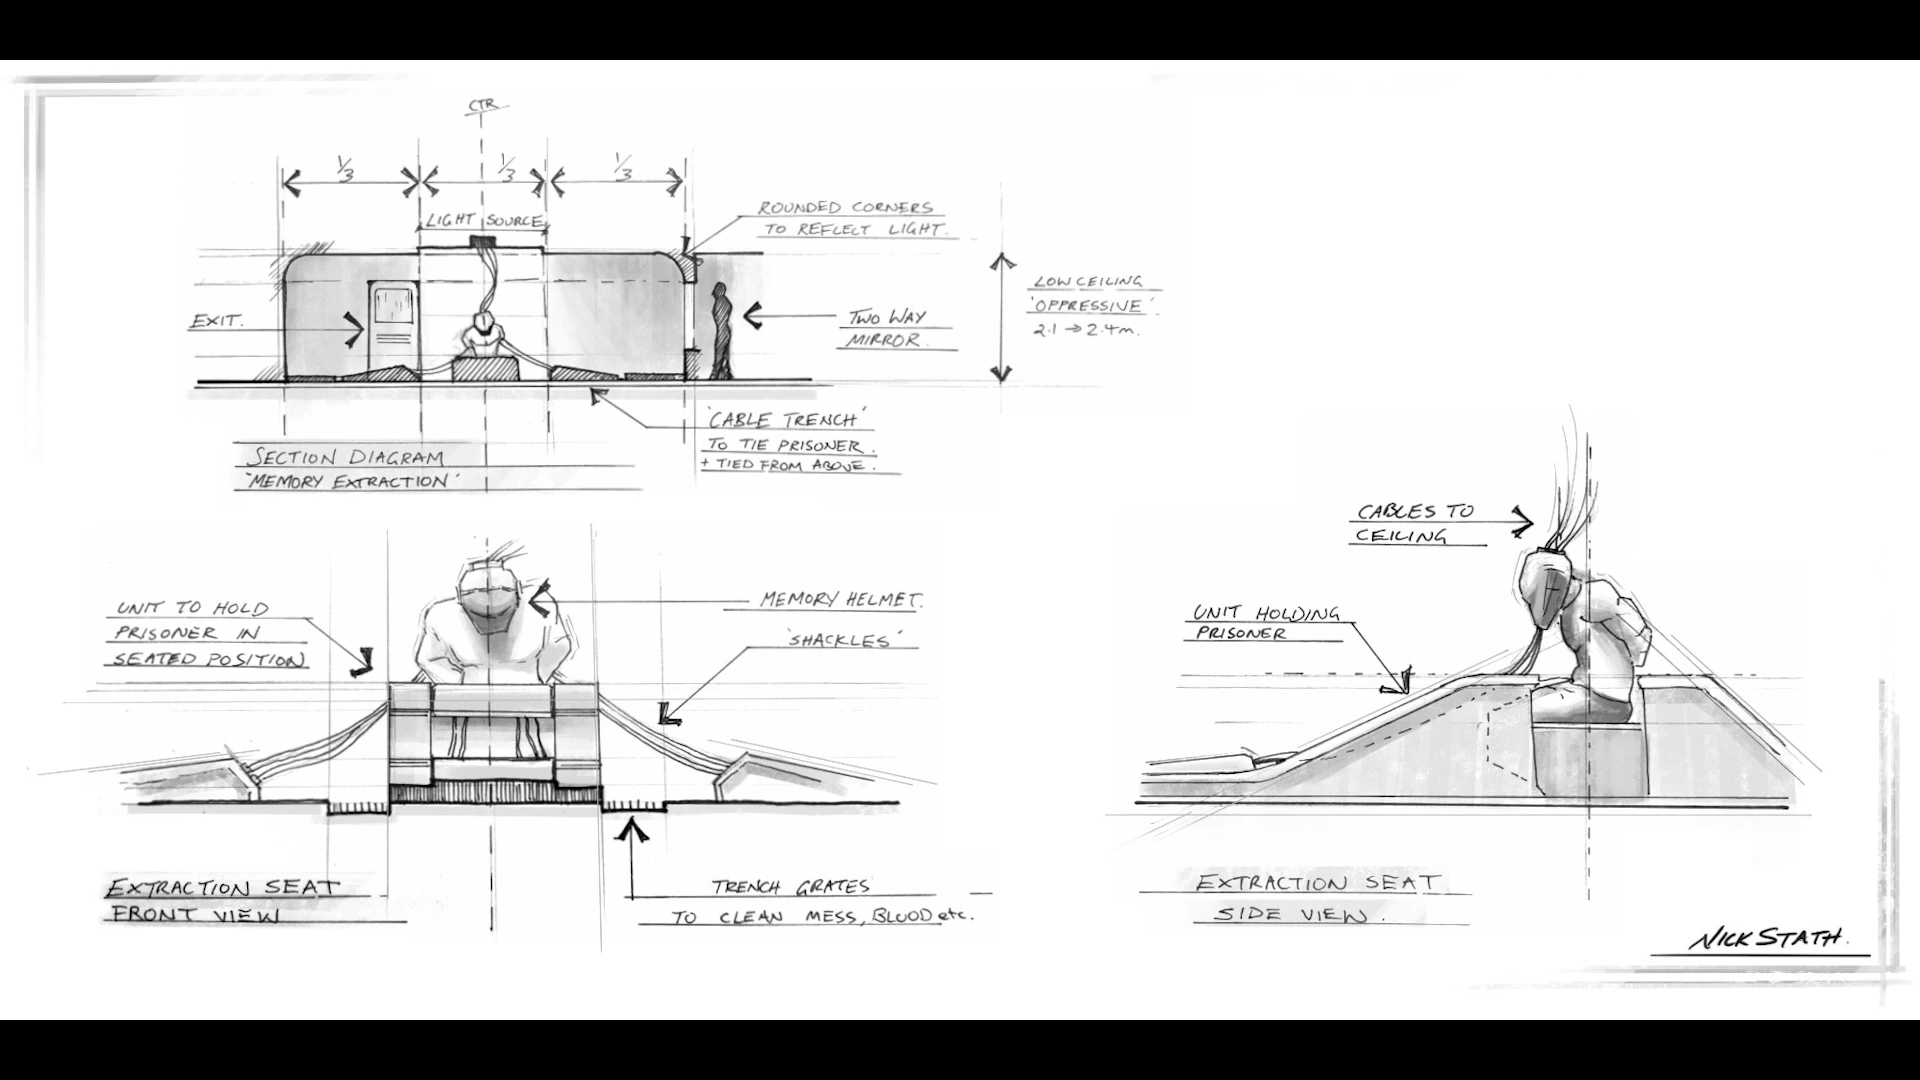 CTR
1/3 1/3 1/3
LIGHT SOURCE
ROUNDED CORNERS
TO REFLECT LIGHT.
LOW CEILING
'OPPRESSIVE'.
2.1 → 2.4m.
EXIT.
TWO WAY
MIRROR.
'CABLE TRENCH'
TO TIE PRISONER.
+ TIED FROM ABOVE.
SECTION DIAGRAM
'MEMORY EXTRACTION'
UNIT TO HOLD
PRISONER IN
SEATED POSITION
MEMORY HELMET.
'SHACKLES'
EXTRACTION SEAT
FRONT VIEW
TRENCH GRATES
TO CLEAN MESS, BLOOD etc.
CABLES TO
CEILING
UNIT HOLDING
PRISONER
EXTRACTION SEAT
SIDE VIEW.
NICK STATH.